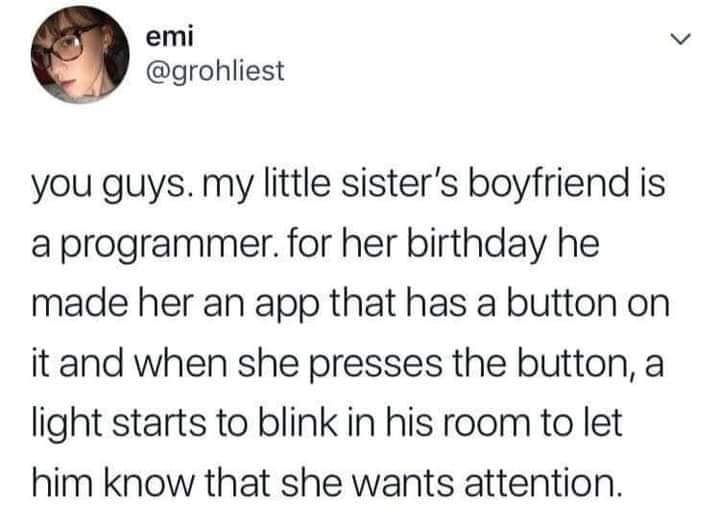 emi
@grohliest
you guys. my little sister's boyfriend is
a programmer. for her birthday he
made her an app that has a button on
it and when she presses the button, a
light starts to blink in his room to let
him know that she wants attention.